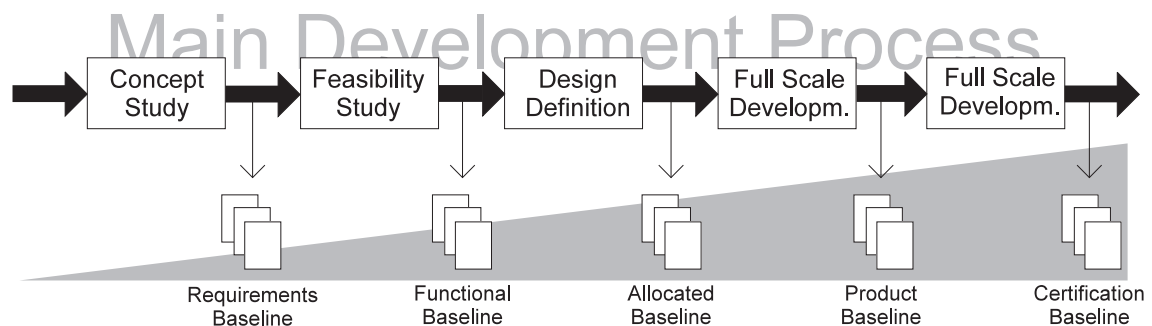 Main Development Process
Concept
Study
Feasibility
Study
Design
Definition
Full Scale
Developm.
Full Scale
Developm.
Requirements
Baseline
Functional
Baseline
Allocated
Baseline
Product
Baseline
Certification
Baseline